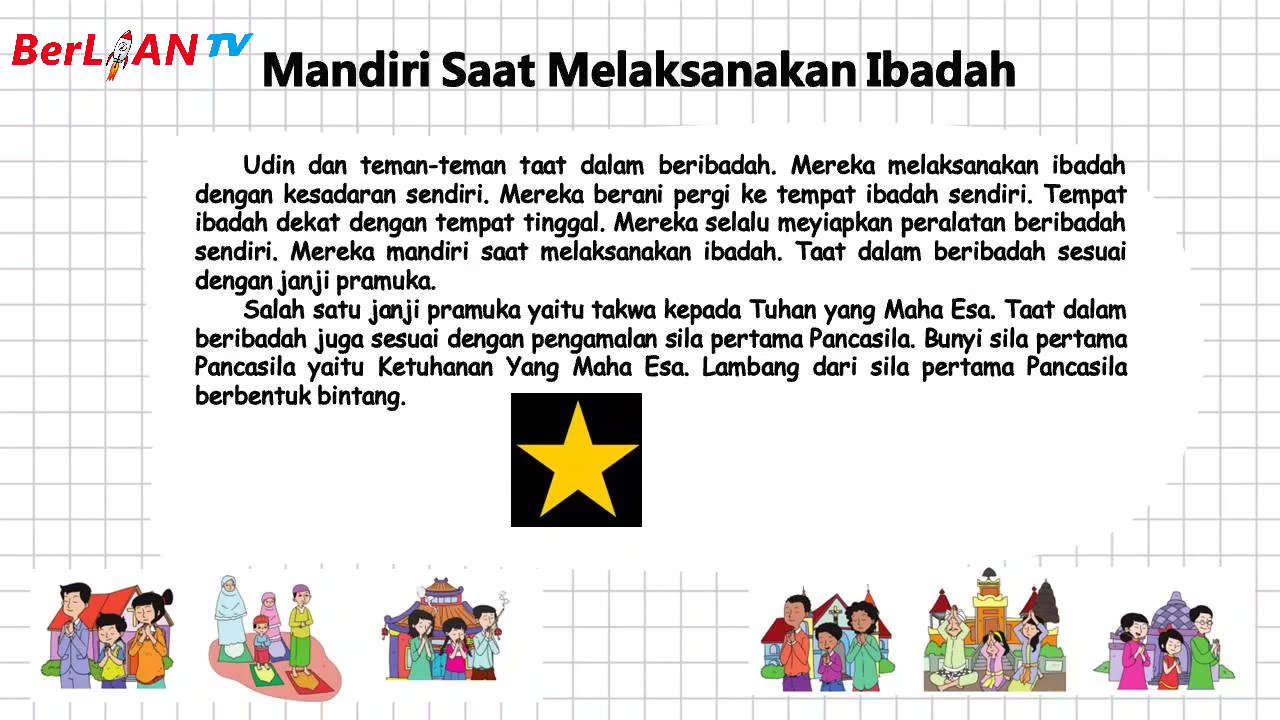 BerLIAN TV
Mandiri Saat Melaksanakan Ibadah
Udin dan teman-teman taat dalam beribadah. Mereka melaksanakan ibadah
dengan kesadaran sendiri. Mereka berani pergi ke tempat ibadah sendiri. Tempat
ibadah dekat dengan tempat tinggal. Mereka selalu meyiapkan peralatan beribadah
sendiri. Mereka mandiri saat melaksanakan ibadah. Taat dalam beribadah sesuai
dengan janji pramuka.
Salah satu janji pramuka yaitu takwa kepada Tuhan yang Maha Esa. Taat dalam
beribadah juga sesuai dengan pengamalan sila pertama Pancasila. Bunyi sila pertama
Pancasila yaitu Ketuhanan Yang Maha Esa. Lambang dari sila pertama Pancasila
berbentuk bintang.